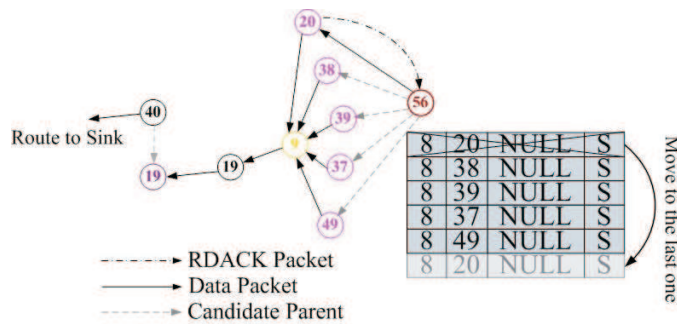 20
38
56
40
39
Route to Sink
9
19
19
37
49
8 20 NULL S
8 38 NULL S
8 39 NULL S
8 37 NULL S
8 49 NULL S
8 20 NULL S
Move to the last one
RDACK Packet
Data Packet
Candidate Parent